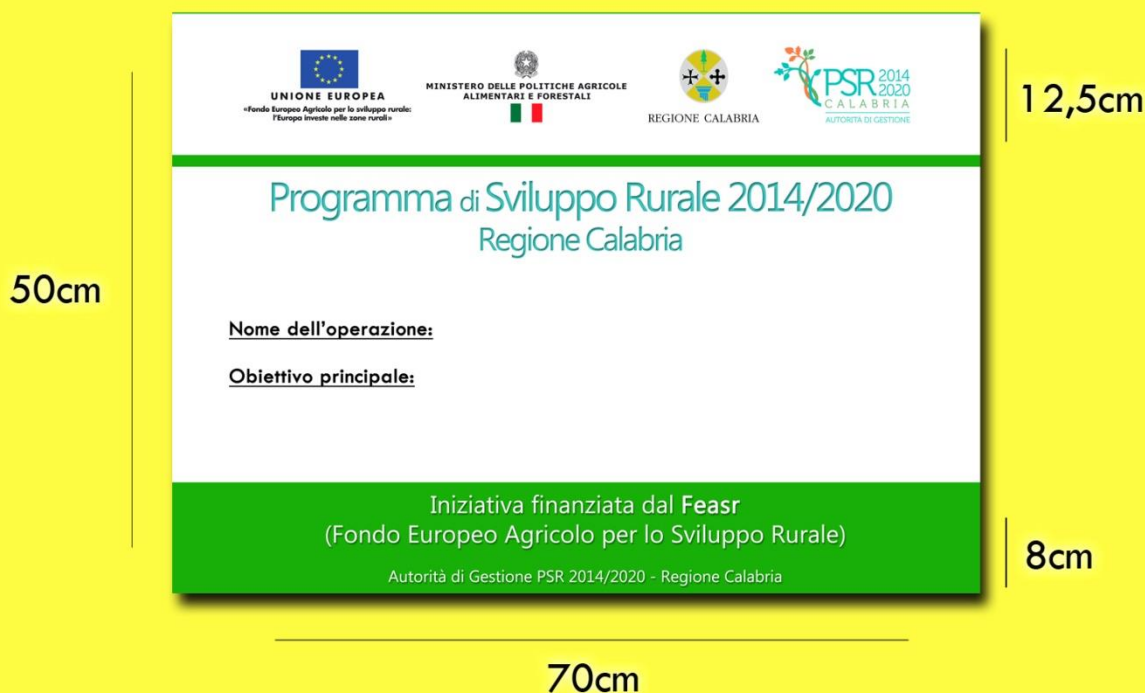 UNIONE EUROPEA
«Fondo Europeo Agricolo per lo sviluppo rurale:
l'Europa investe nelle zone rurali»
MINISTERO DELLE POLITICHE AGRICOLE
ALIMENTARI E FORESTALI
REGIONE CALABRIA
PSR 2014
2020
CALABRIA
AUTORITÀ DI GESTIONE
12,5cm
Programma di Sviluppo Rurale 2014/2020
Regione Calabria
50cm
Nome dell'operazione:
Obiettivo principale:
Iniziativa finanziata dal Feasr
(Fondo Europeo Agricolo per lo Sviluppo Rurale)
Autorità di Gestione PSR 2014/2020 - Regione Calabria
8cm
70cm